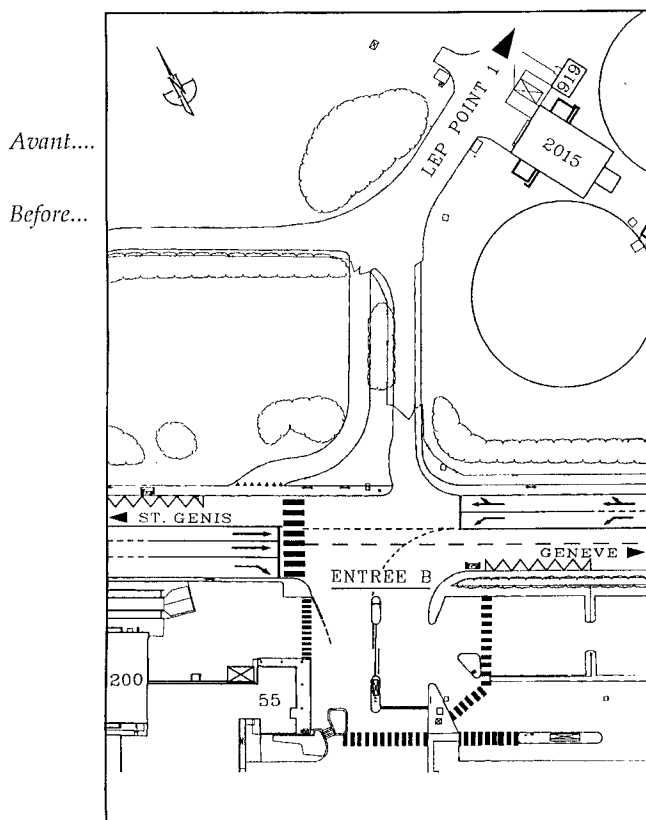 Avant....
Before...
LEP POINT 1
919
2015
ST. GENIS
GENEVE
ENTREE B
200
55